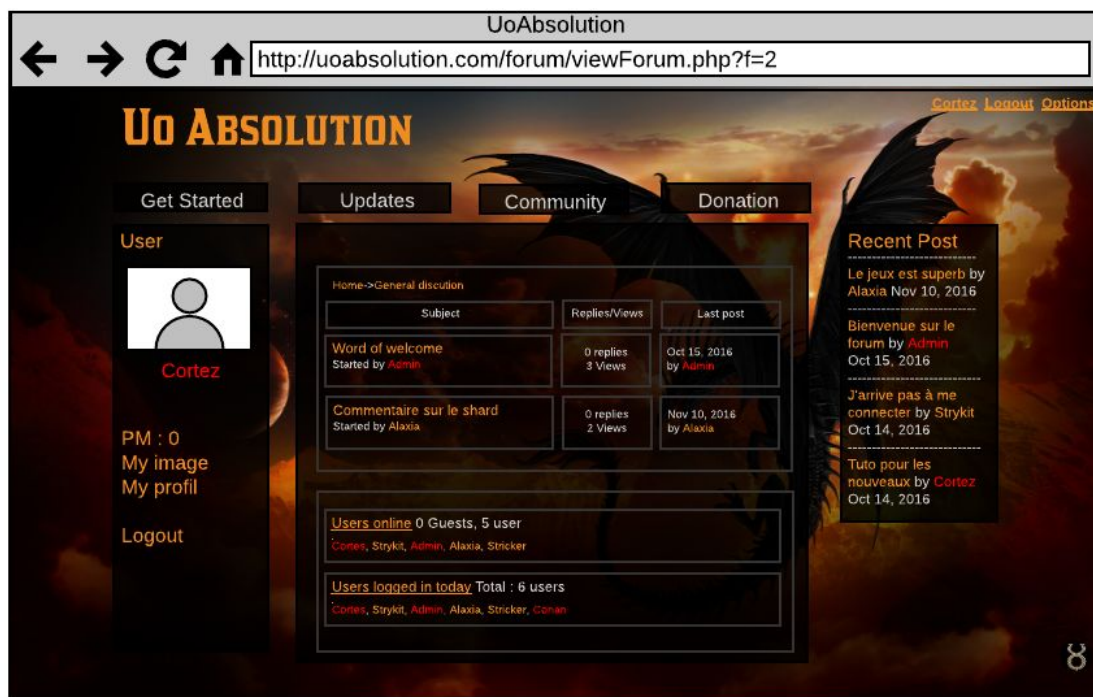 UoAbsolution
http://uoabsolution.com/forum/viewForum.php?f=2
Cortez Logout Options
Uo Absolution
Get Started
Updates
Community
Donation
User
Cortez
PM : 0
My image
My profil
Logout
Home->General discution
Subject
Replies/Views
Last post
Word of welcome
Started by Admin
0 replies
3 Views
Oct 15, 2016
by Admin
Commentaire sur le shard
Started by Alaxia
0 replies
2 Views
Nov 10, 2016
by Alaxia
Users online 0 Guests, 5 user
Cortes, Strykit, Admin, Alaxia, Stricker
Users logged in today Total : 6 users
Cortes, Strykit, Admin, Alaxia, Stricker, Conan
Recent Post
Le jeux est superb by
Alaxia Nov 10, 2016
Bienvenue sur le
forum by Admin
Oct 15, 2016
J'arrive pas à me
connecter by Strykit
Oct 14, 2016
Tuto pour les
nouveaux by Cortez
Oct 14, 2016